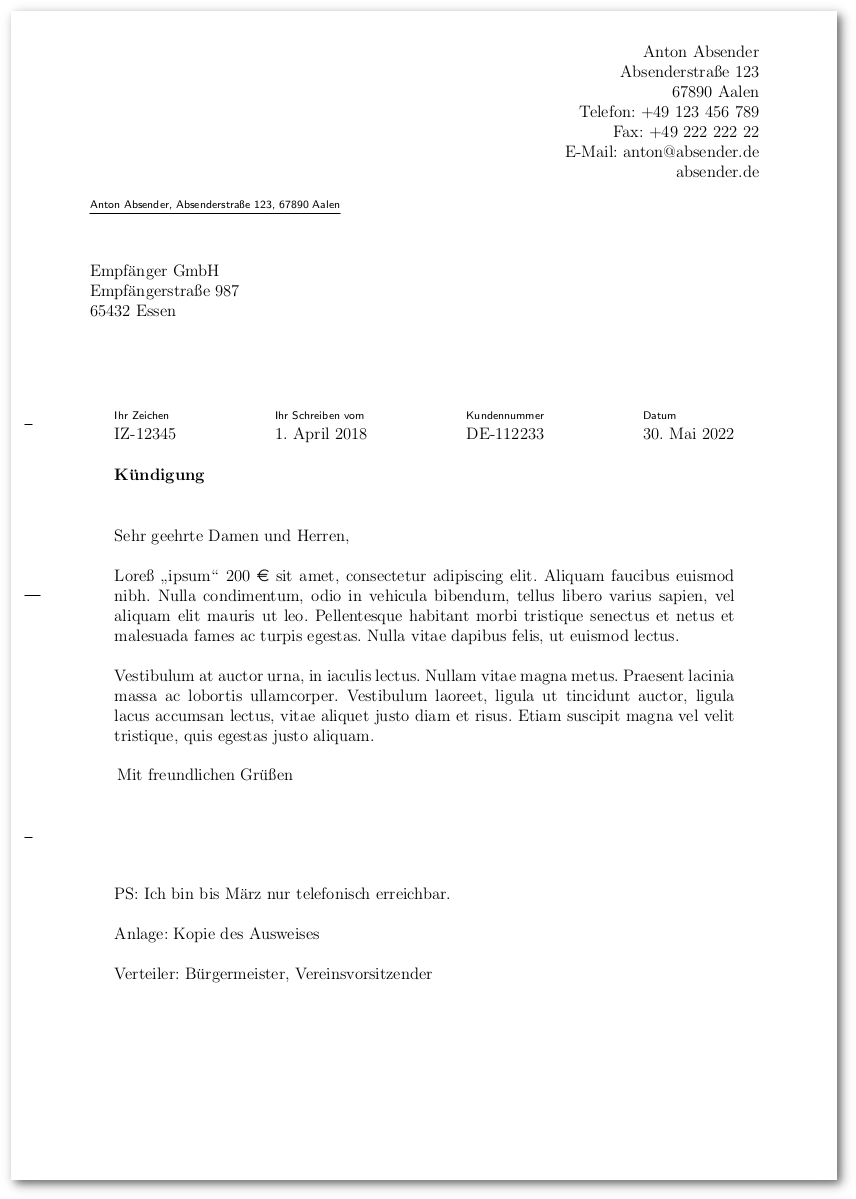 Anton Absender
Absenderstraße 123
67890 Aalen
Telefon: +49 123 456 789
Fax: +49 222 222 22
E-Mail: anton@absender.de
absender.de
Anton Absender, Absenderstraße 123, 67890 Aalen
Empfänger GmbH
Empfängerstraße 987
65432 Essen
Ihr Zeichen Ihr Schreiben vom Kundennummer Datum
IZ-12345 1. April 2018 DE-112233 30. Mai 2022
Kündigung
Sehr geehrte Damen und Herren,
Loreß „ipsum“ 200 € sit amet, consectetur adipiscing elit. Aliquam faucibus euismod
nibh. Nulla condimentum, odio in vehicula bibendum, tellus libero varius sapien, vel
aliquam elit mauris ut leo. Pellentesque habitant morbi tristique senectus et netus et
malesuada fames ac turpis egestas. Nulla vitae dapibus felis, ut euismod lectus.
Vestibulum at auctor urna, in iaculis lectus. Nullam vitae magna metus. Praesent lacinia
massa ac lobortis ullamcorper. Vestibulum laoreet, ligula ut tincidunt auctor, ligula
lacus accumsan lectus, vitae aliquet justo diam et risus. Etiam suscipit magna vel velit
tristique, quis egestas justo aliquam.
Mit freundlichen Grüßen
PS: Ich bin bis März nur telefonisch erreichbar.
Anlage: Kopie des Ausweises
Verteiler: Bürgermeister, Vereinsvorsitzender